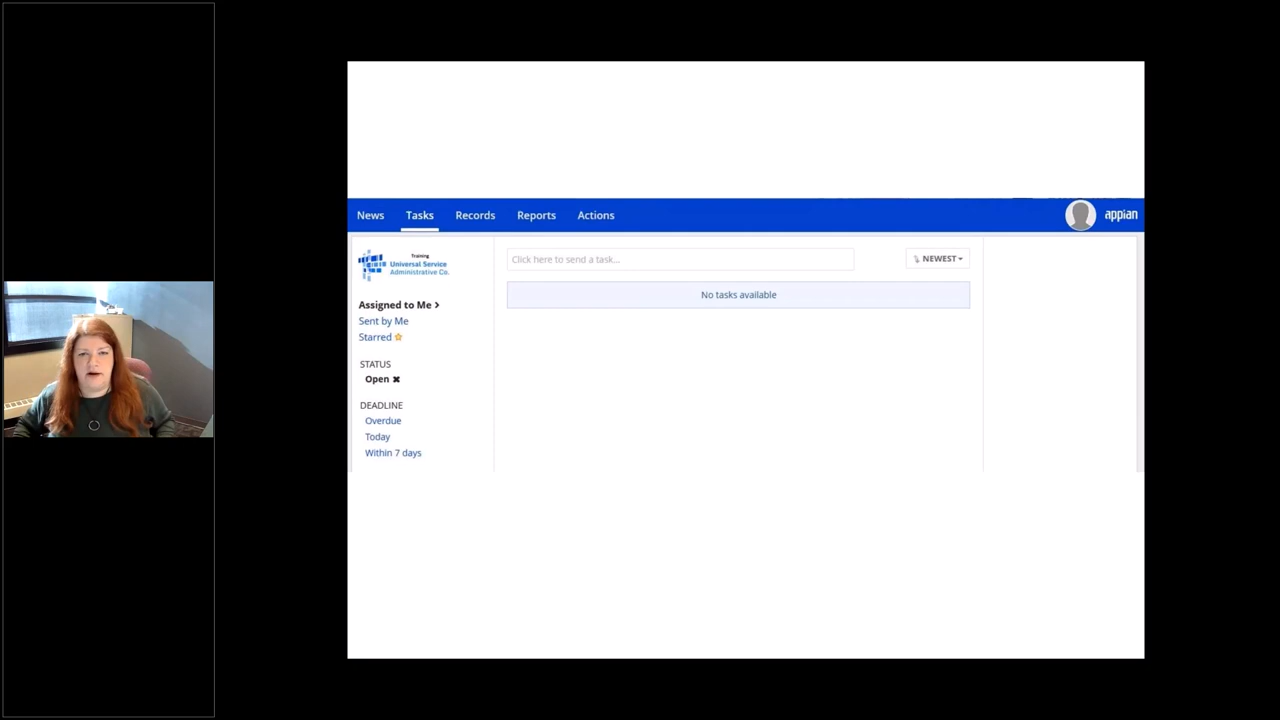 News Tasks Records Reports Actions appian
Training
Universal Service
Administrative Co.
Click here to send a task...
NEWEST
No tasks available
Assigned to Me
Sent by Me
Starred
STATUS
Open
DEADLINE
Overdue
Today
Within 7 days